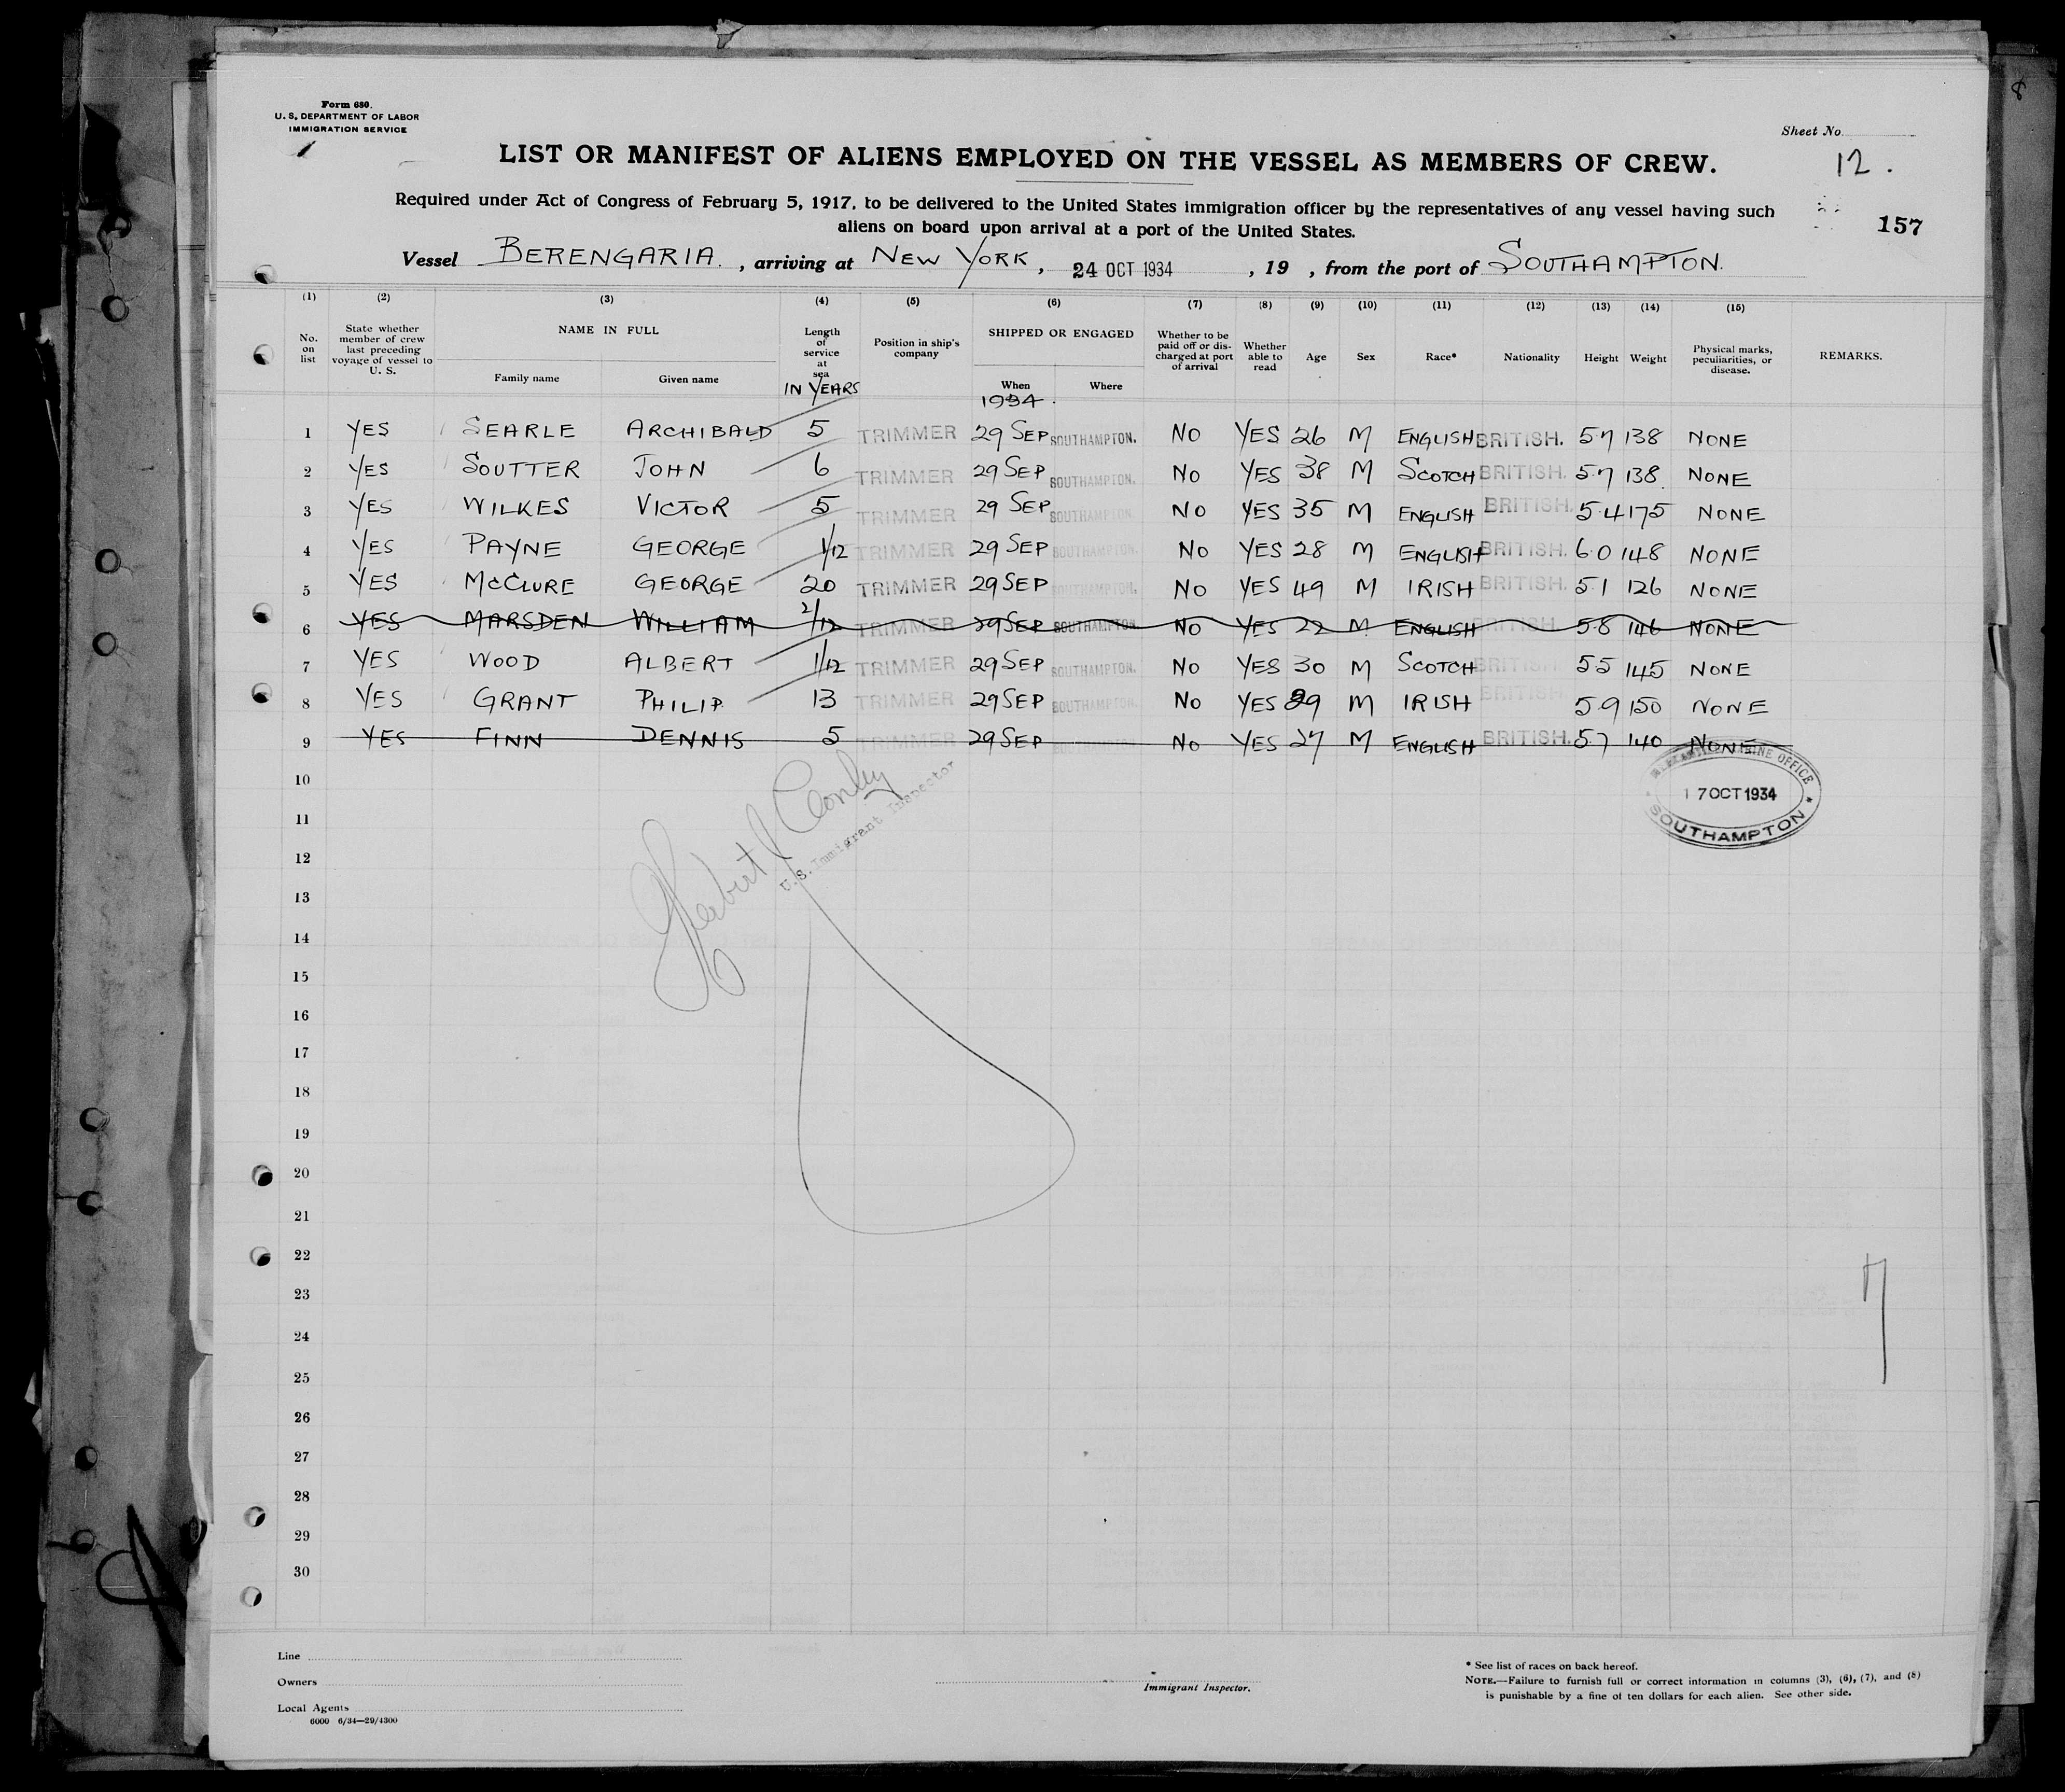 8
Form 680.
U. S. DEPARTMENT OF LABOR
IMMIGRATION SERVICE
Sheet No.
12.
LIST OR MANIFEST OF ALIENS EMPLOYED ON THE VESSEL AS MEMBERS OF CREW.
Required under Act of Congress of February 5, 1917, to be delivered to the United States immigration officer by the representatives of any vessel having such
aliens on board upon arrival at a port of the United States.
157
Vessel BERENGARIA, arriving at NEW YORK, 24 OCT 1934, 19 , from the port of SOUTHAMPTON.
(1) (2) (3) (4) (5) (6) (7) (8) (9) (10) (11) (12) (13) (14) (15)
No. on list
State whether member of crew last preceding voyage of vessel to U. S.
NAME IN FULL
Family name
Given name
Length of service at sea
IN YEARS
Position in ship's company
SHIPPED OR ENGAGED
When
1934.
Where
Whether to be paid off or discharged at port of arrival
Whether able to read
Age
Sex
Race*
Nationality
Height
Weight
Physical marks, peculiarities, or disease.
REMARKS.
1 YES SEARLE ARCHIBALD 5 TRIMMER 29 SEP SOUTHAMPTON. NO YES 26 M ENGLISH BRITISH. 5.7 138 NONE
2 YES SOUTTER JOHN 6 TRIMMER 29 SEP SOUTHAMPTON. NO YES 38 M SCOTCH BRITISH. 5.7 138 NONE
3 YES WILKES VICTOR 5 TRIMMER 29 SEP SOUTHAMPTON. NO YES 35 M ENGLISH BRITISH. 5.4 175 NONE
4 YES PAYNE GEORGE 1/12 TRIMMER 29 SEP SOUTHAMPTON. NO YES 28 M ENGLISH BRITISH. 6.0 148 NONE
5 YES McCLURE GEORGE 20 TRIMMER 29 SEP SOUTHAMPTON. NO YES 49 M IRISH BRITISH. 5.1 126 NONE
6 YES MARSDEN WILLIAM 2/12 TRIMMER 29 SEP SOUTHAMPTON. NO YES 22 M ENGLISH BRITISH. 5.8 146 NONE
7 YES WOOD ALBERT 1/12 TRIMMER 29 SEP SOUTHAMPTON. NO YES 30 M SCOTCH BRITISH. 5.5 145 NONE
8 YES GRANT PHILIP 13 TRIMMER 29 SEP SOUTHAMPTON. NO YES 29 M IRISH BRITISH. 5.9 150 NONE
9 YES FINN DENNIS 5 TRIMMER 29 SEP NO YES 27 M ENGLISH BRITISH. 5.7 140 NONE
MARINE OFFICE
17 OCT 1934
SOUTHAMPTON
U.S. Immigrant Inspector
10
11
12
13
14
15
16
17
18
19
20
21
22
23
24
25
26
27
28
29
30
7
Line
Owners
Local Agents
6000 6/34—29/4300
Immigrant Inspector.
* See list of races on back hereof.
NOTE.—Failure to furnish full or correct information in columns (3), (6), (7), and (8)
is punishable by a fine of ten dollars for each alien. See other side.